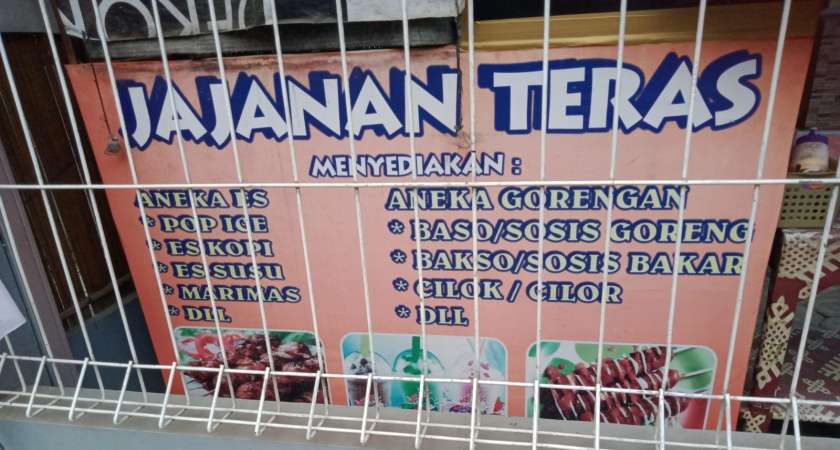 JAJANAN TERAS
MENYEDIAKAN :
ANEKA ES
* POP ICE
* ES KOPI
* ES SUSU
* MARIMAS
* DLL
ANEKA GORENGAN
* BASO/SOSIS GORENG
* BAKSO/SOSIS BAKAR
* CILOK / CILOR
* DLL